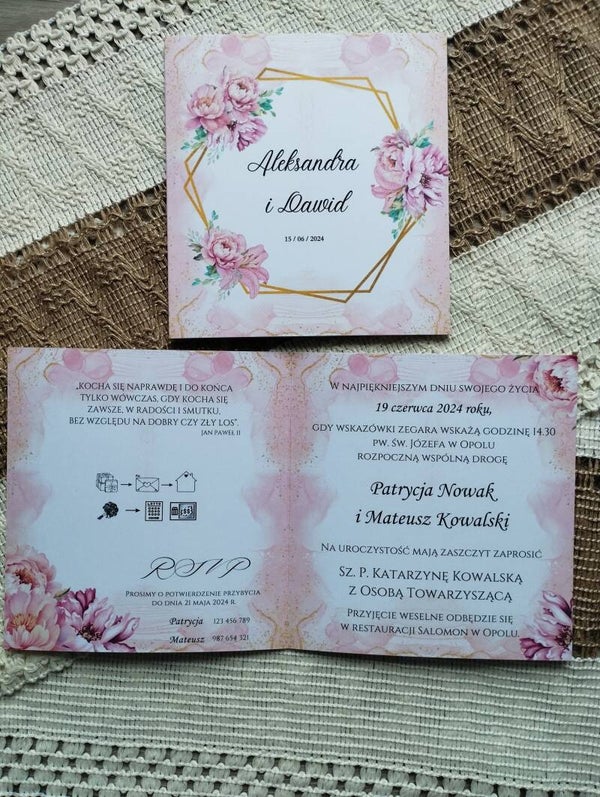 Aleksandra
i Dawid
15 / 06 / 2024
„KOCHA SIĘ NAPRAWDĘ I DO KOŃCA
TYLKO WÓWCZAS, GDY KOCHA SIĘ
ZAWSZE, W RADOŚCI I SMUTKU,
BEZ WZGLĘDU NA DOBRY CZY ZŁY LOS".
JAN PAWEŁ II
RSVP
PROSIMY O POTWIERDZENIE PRZYBYCIA
DO DNIA 21 MAJA 2024 R.
Patrycja 123 456 789
Mateusz 987 654 321
W NAJPIĘKNIEJSZYM DNIU SWOJEGO ŻYCIA
19 czerwca 2024 roku,
GDY WSKAZÓWKI ZEGARA WSKAŻĄ GODZINĘ 14.30
PW. ŚW. JÓZEFA W OPOLU
ROZPOCZNĄ WSPÓLNĄ DROGĘ
Patrycja Nowak
i Mateusz Kowalski
NA UROCZYSTOŚĆ MAJĄ ZASZCZYT ZAPROSIĆ
SZ. P. KATARZYNĘ KOWALSKĄ
Z OSOBĄ TOWARZYSZĄCĄ
PRZYJĘCIE WESELNE ODBĘDZIE SIĘ
W RESTAURACJI SALOMON W OPOLU